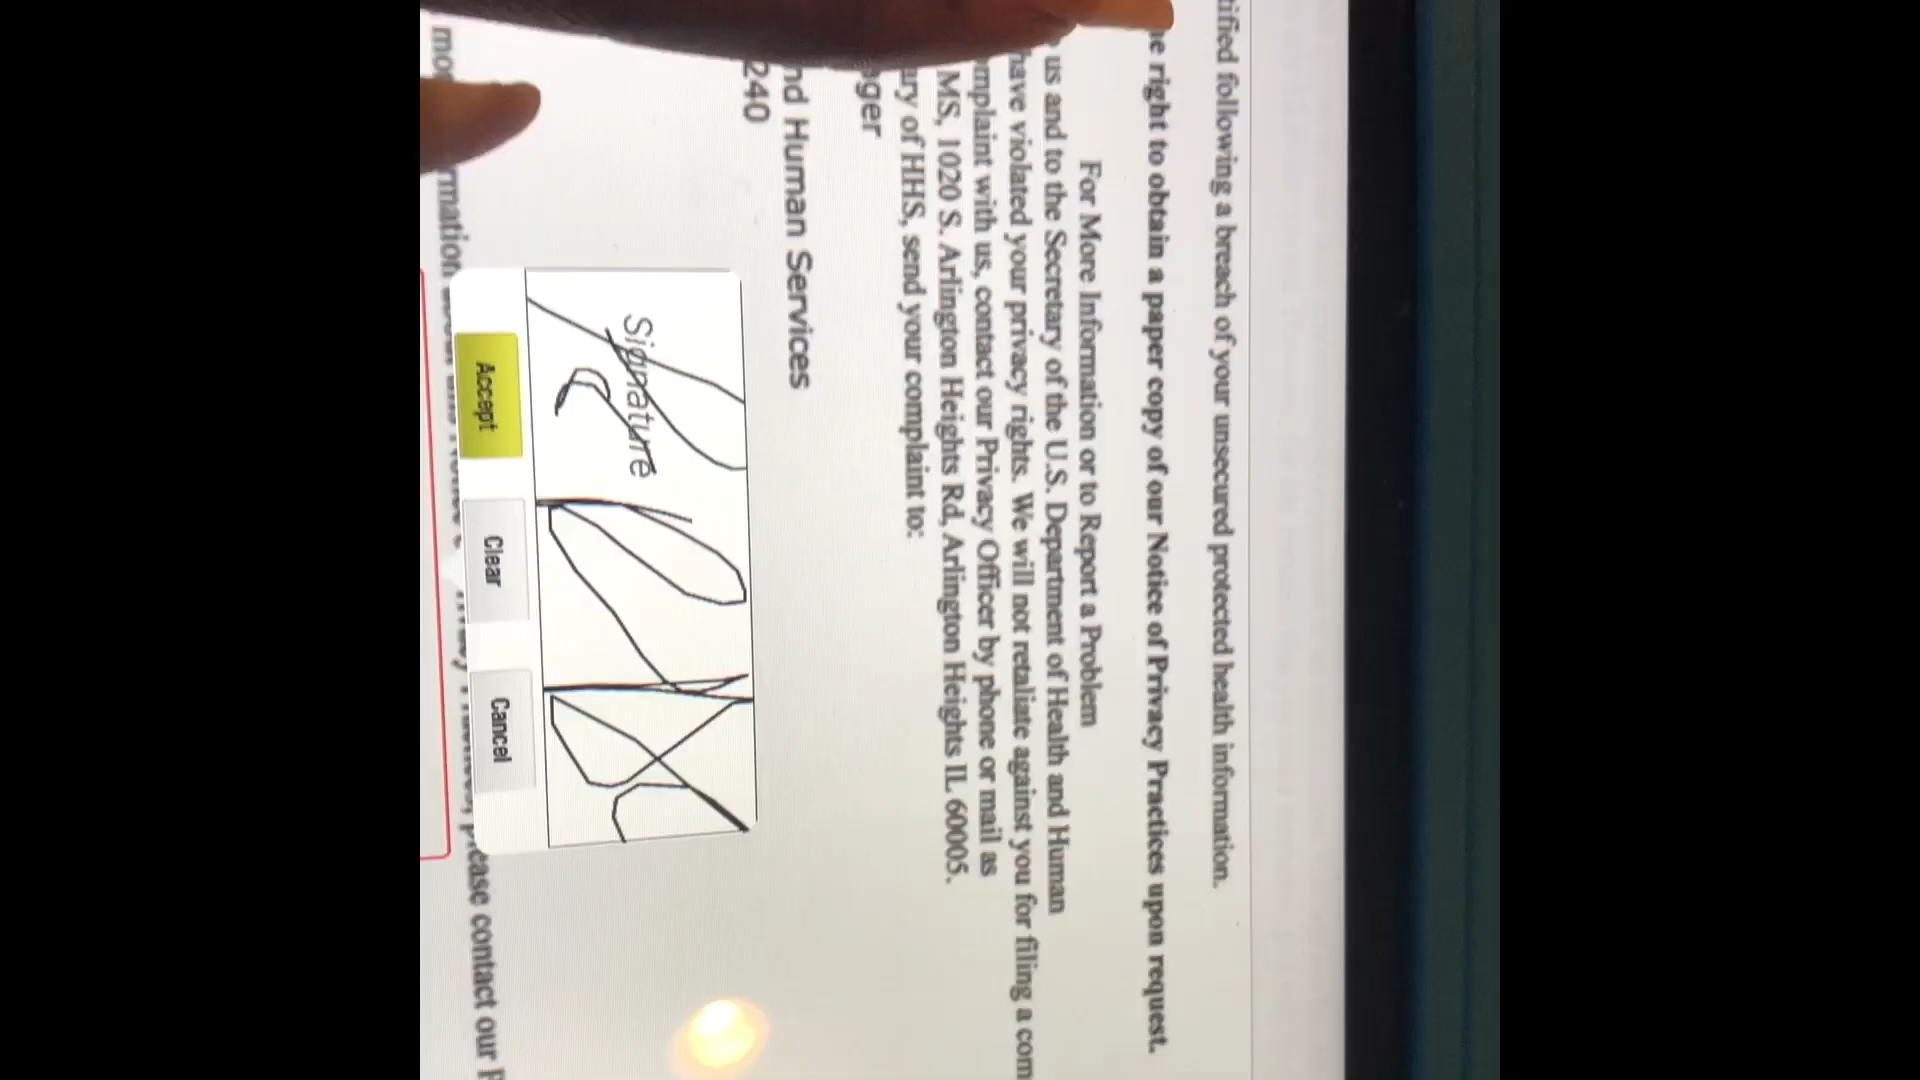 tified following a breach of your unsecured protected health information.
e right to obtain a paper copy of our Notice of Privacy Practices upon request.
For More Information or to Report a Problem
us and to the Secretary of the U.S. Department of Health and Human
have violated your privacy rights. We will not retaliate against you for filing a com
mplaint with us, contact our Privacy Officer by phone or mail as
MS, 1020 S. Arlington Heights Rd, Arlington Heights IL 60005.
ary of HHS, send your complaint to:
ger
nd Human Services
240
Signature
Accept Clear Cancel
rmation ease contact our P